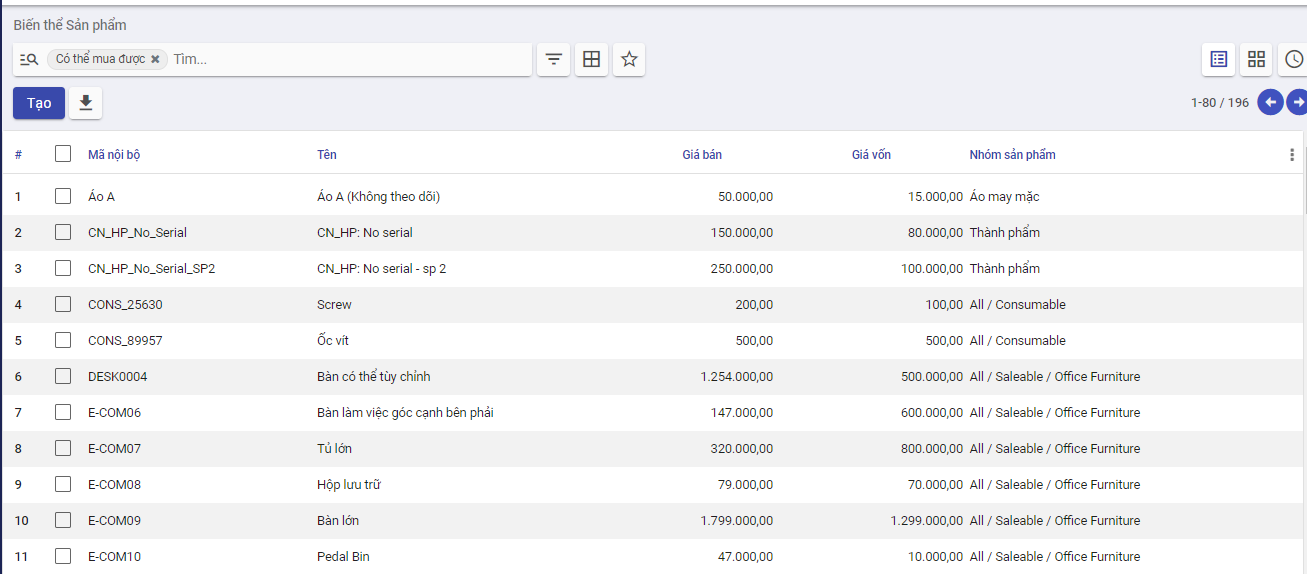 Biến thể Sản phẩm
Có thể mua được × Tìm...
Tạo
1-80 / 196
# Mã nội bộ Tên Giá bán Giá vốn Nhóm sản phẩm
1 Áo A Áo A (Không theo dõi) 50.000,00 15.000,00 Áo may mặc
2 CN_HP_No_Serial CN_HP: No serial 150.000,00 80.000,00 Thành phẩm
3 CN_HP_No_Serial_SP2 CN_HP: No serial - sp 2 250.000,00 100.000,00 Thành phẩm
4 CONS_25630 Screw 200,00 100,00 All / Consumable
5 CONS_89957 Ốc vít 500,00 500,00 All / Consumable
6 DESK0004 Bàn có thể tùy chỉnh 1.254.000,00 500.000,00 All / Saleable / Office Furniture
7 E-COM06 Bàn làm việc góc cạnh bên phải 147.000,00 600.000,00 All / Saleable / Office Furniture
8 E-COM07 Tủ lớn 320.000,00 800.000,00 All / Saleable / Office Furniture
9 E-COM08 Hộp lưu trữ 79.000,00 70.000,00 All / Saleable / Office Furniture
10 E-COM09 Bàn lớn 1.799.000,00 1.299.000,00 All / Saleable / Office Furniture
11 E-COM10 Pedal Bin 47.000,00 10.000,00 All / Saleable / Office Furniture